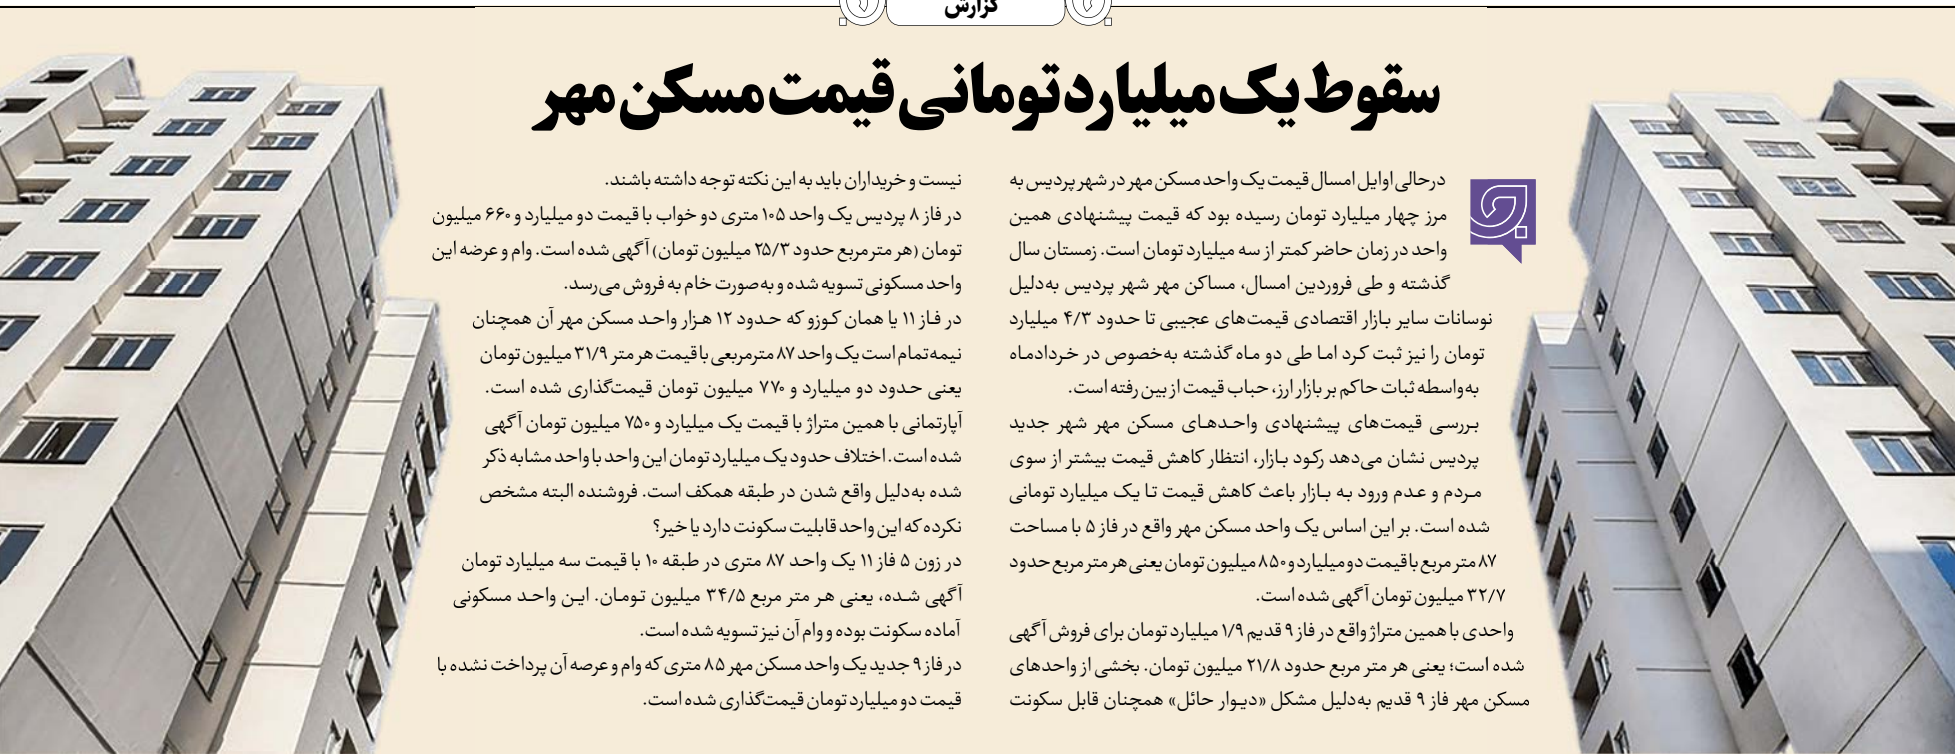 گزارش
سقوط یک میلیارد تومانی قیمت مسکن مهر
درحالی اوایل امسال قیمت یک واحد مسکن مهر در شهر پردیس به
مرز چهار میلیارد تومان رسیده بود که قیمت پیشنهادی همین
واحد در زمان حاضر کمتر از سه میلیارد تومان است. زمستان سال
گذشته و طی فروردین امسال، مساکن مهر شهر پردیس به‌دلیل
نوسانات سایر بازار اقتصادی قیمت‌های عجیبی تا حدود ۴/۳ میلیارد
تومان را نیز ثبت کرد اما طی دو ماه گذشته به‌خصوص در خردادماه
به‌واسطه ثبات حاکم بر بازار ارز، حباب قیمت از بین رفته است.
بررسی قیمت‌های پیشنهادی واحدهای مسکن مهر شهر جدید
پردیس نشان می‌دهد رکود بازار، انتظار کاهش قیمت بیشتر از سوی
مردم و عدم ورود به بازار باعث کاهش قیمت تا یک میلیارد تومانی
شده است. بر این اساس یک واحد مسکن مهر واقع در فاز ۵ با مساحت
۸۷ متر مربع با قیمت دو میلیارد و ۸۵۰ میلیون تومان یعنی هر متر مربع حدود
۳۲/۷ میلیون تومان آگهی شده است.
واحدی با همین متراژ واقع در فاز ۹ قدیم ۱/۹ میلیارد تومان برای فروش آگهی
شده است؛ یعنی هر متر مربع حدود ۲۱/۸ میلیون تومان. بخشی از واحدهای
مسکن مهر فاز ۹ قدیم به‌دلیل مشکل «دیوار حائل» همچنان قابل سکونت
نیست و خریداران باید به این نکته توجه داشته باشند.
در فاز ۸ پردیس یک واحد ۱۰۵ متری دو خواب با قیمت دو میلیارد و ۶۶۰ میلیون
تومان (هر مترمربع حدود ۲۵/۳ میلیون تومان) آگهی شده است. وام و عرضه این
واحد مسکونی تسویه شده و به‌صورت خام به فروش می‌رسد.
در فاز ۱۱ یا همان کوزو که حدود ۱۲ هزار واحد مسکن مهر آن همچنان
نیمه‌تمام است یک واحد ۸۷ مترمربعی با قیمت هر متر ۳۱/۹ میلیون تومان
یعنی حدود دو میلیارد و ۷۷۰ میلیون تومان قیمت‌گذاری شده است.
آپارتمانی با همین متراژ با قیمت یک میلیارد و ۷۵۰ میلیون تومان آگهی
شده است. اختلاف حدود یک میلیارد تومان این واحد با واحد مشابه ذکر
شده به‌دلیل واقع شدن در طبقه همکف است. فروشنده البته مشخص
نکرده که این واحد قابلیت سکونت دارد یا خیر؟
در زون ۵ فاز ۱۱ یک واحد ۸۷ متری در طبقه ۱۰ با قیمت سه میلیارد تومان
آگهی شده، یعنی هر متر مربع ۳۴/۵ میلیون تومان. این واحد مسکونی
آماده سکونت بوده و وام آن نیز تسویه شده است.
در فاز ۹ جدید یک واحد مسکن مهر ۸۵ متری که وام و عرصه آن پرداخت نشده با
قیمت دو میلیارد تومان قیمت‌گذاری شده است.